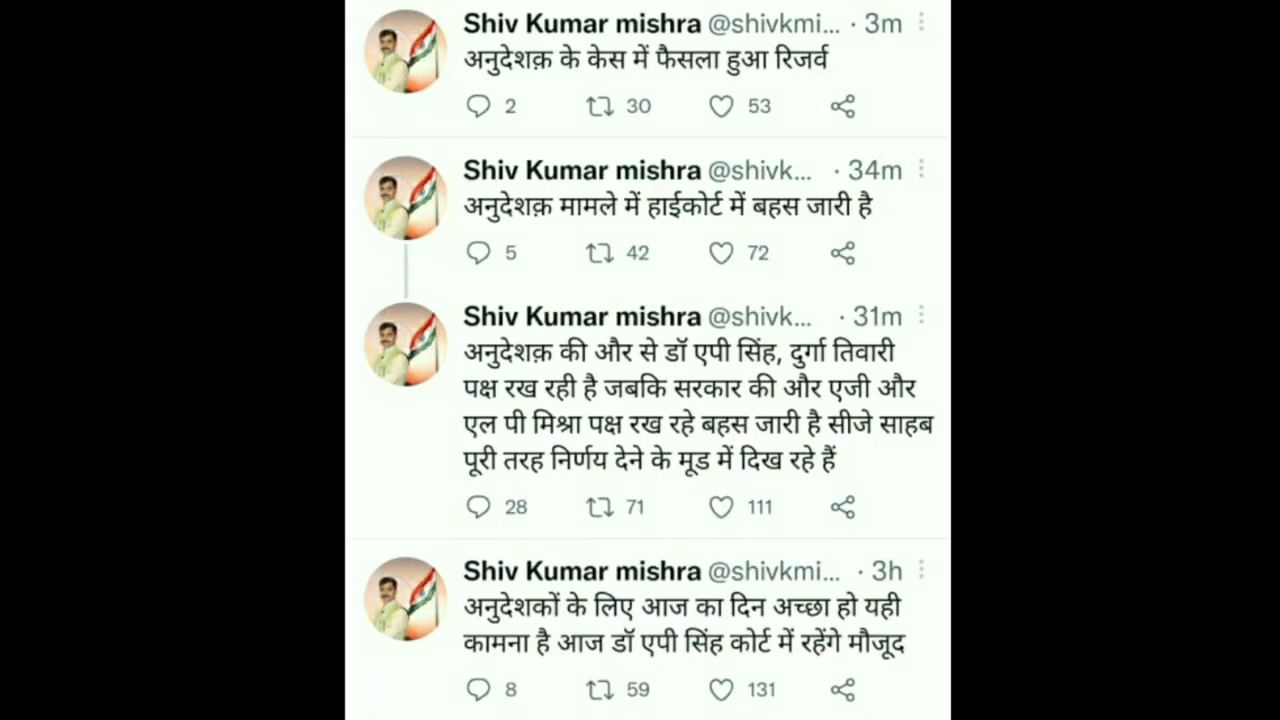 Shiv Kumar mishra @shivkmi... · 3m
अनुदेशक़ के केस में फैसला हुआ रिजर्व
2 30 53
Shiv Kumar mishra @shivk... · 34m
अनुदेशक़ मामले में हाईकोर्ट में बहस जारी है
5 42 72
Shiv Kumar mishra @shivk... · 31m
अनुदेशक़ की और से डॉ एपी सिंह, दुर्गा तिवारी
पक्ष रख रही है जबकि सरकार की और एजी और
एल पी मिश्रा पक्ष रख रहे बहस जारी है सीजे साहब
पूरी तरह निर्णय देने के मूड में दिख रहे हैं
28 71 111
Shiv Kumar mishra @shivkmi... · 3h
अनुदेशकों के लिए आज का दिन अच्छा हो यही
कामना है आज डॉ एपी सिंह कोर्ट में रहेंगे मौजूद
8 59 131